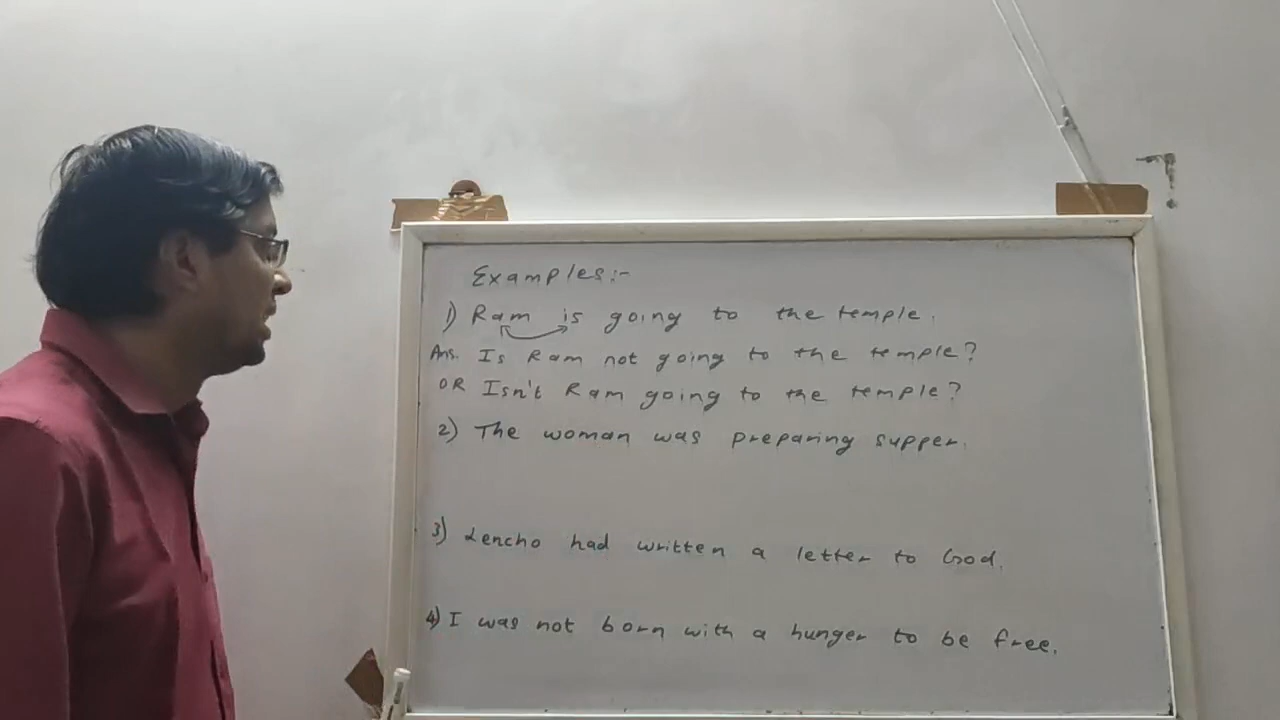 Examples:-
1) Ram is going to the temple.
Ans. Is Ram not going to the temple?
OR Isn't Ram going to the temple?
2) The woman was preparing supper.
3) Lencho had written a letter to God.
4) I was not born with a hunger to be free.